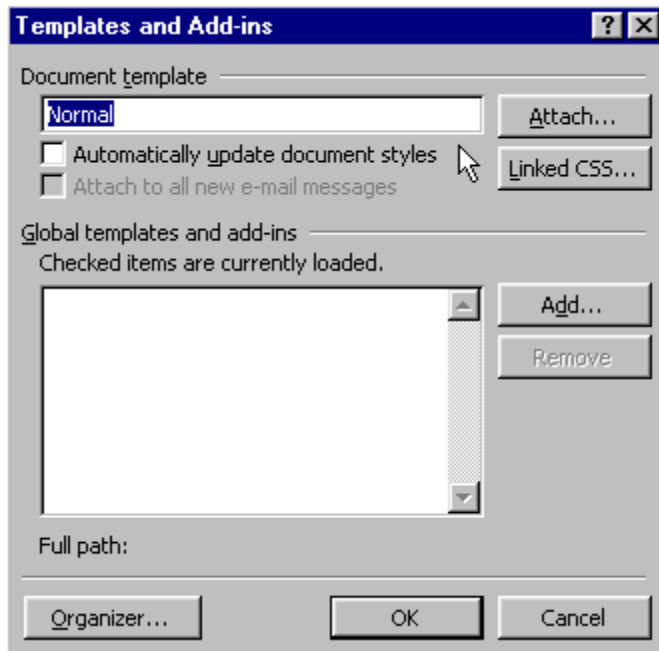 Templates and Add-ins
Document template
Normal
Attach...
Automatically update document styles
Linked CSS...
Attach to all new e-mail messages
Global templates and add-ins
Checked items are currently loaded.
Add...
Remove
Full path:
Organizer...
OK
Cancel